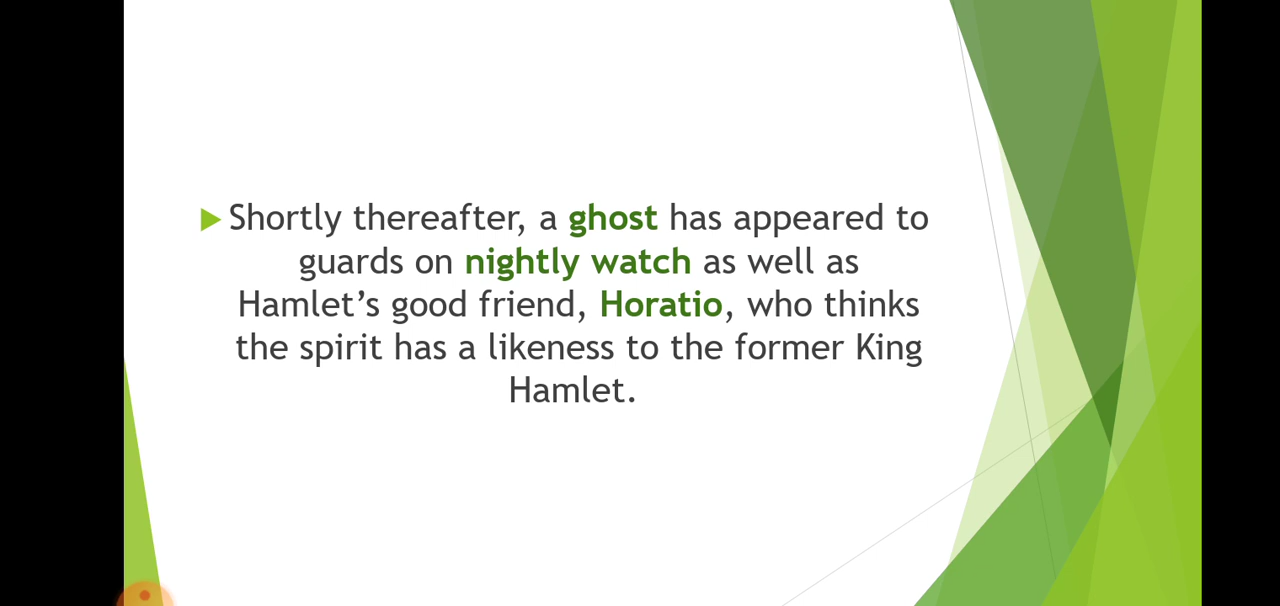 Shortly thereafter, a ghost has appeared to
guards on nightly watch as well as
Hamlet’s good friend, Horatio, who thinks
the spirit has a likeness to the former King
Hamlet.